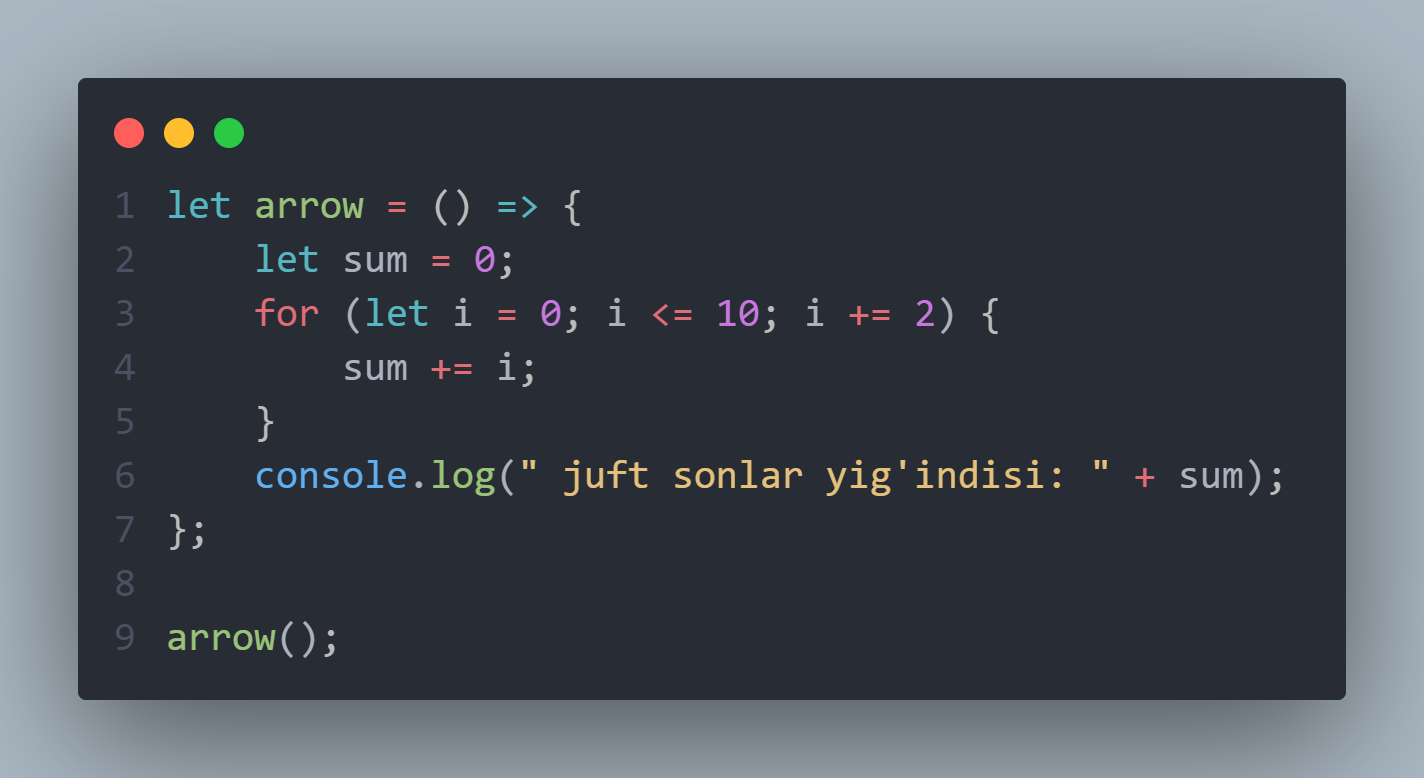 1 let arrow = () => {
2     let sum = 0;
3     for (let i = 0; i <= 10; i += 2) {
4         sum += i;
5     }
6     console.log(" juft sonlar yig'indisi: " + sum);
7 };
8
9 arrow();